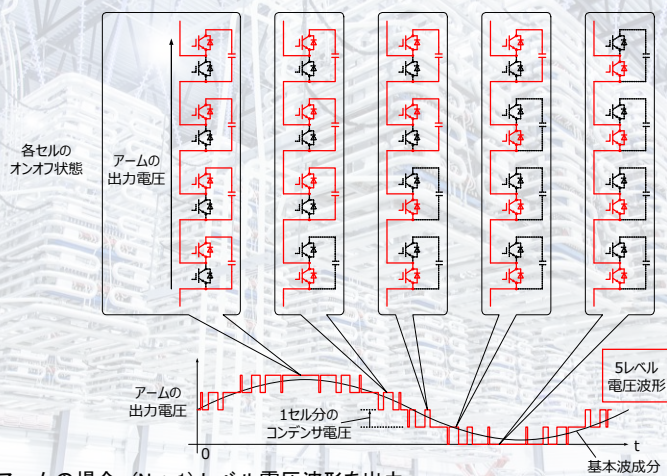 各セルの
オンオフ状態
アームの
出力電圧
アームの
出力電圧
1セル分の
コンデンサ電圧
5レベル
電圧波形
0
t
基本波成分